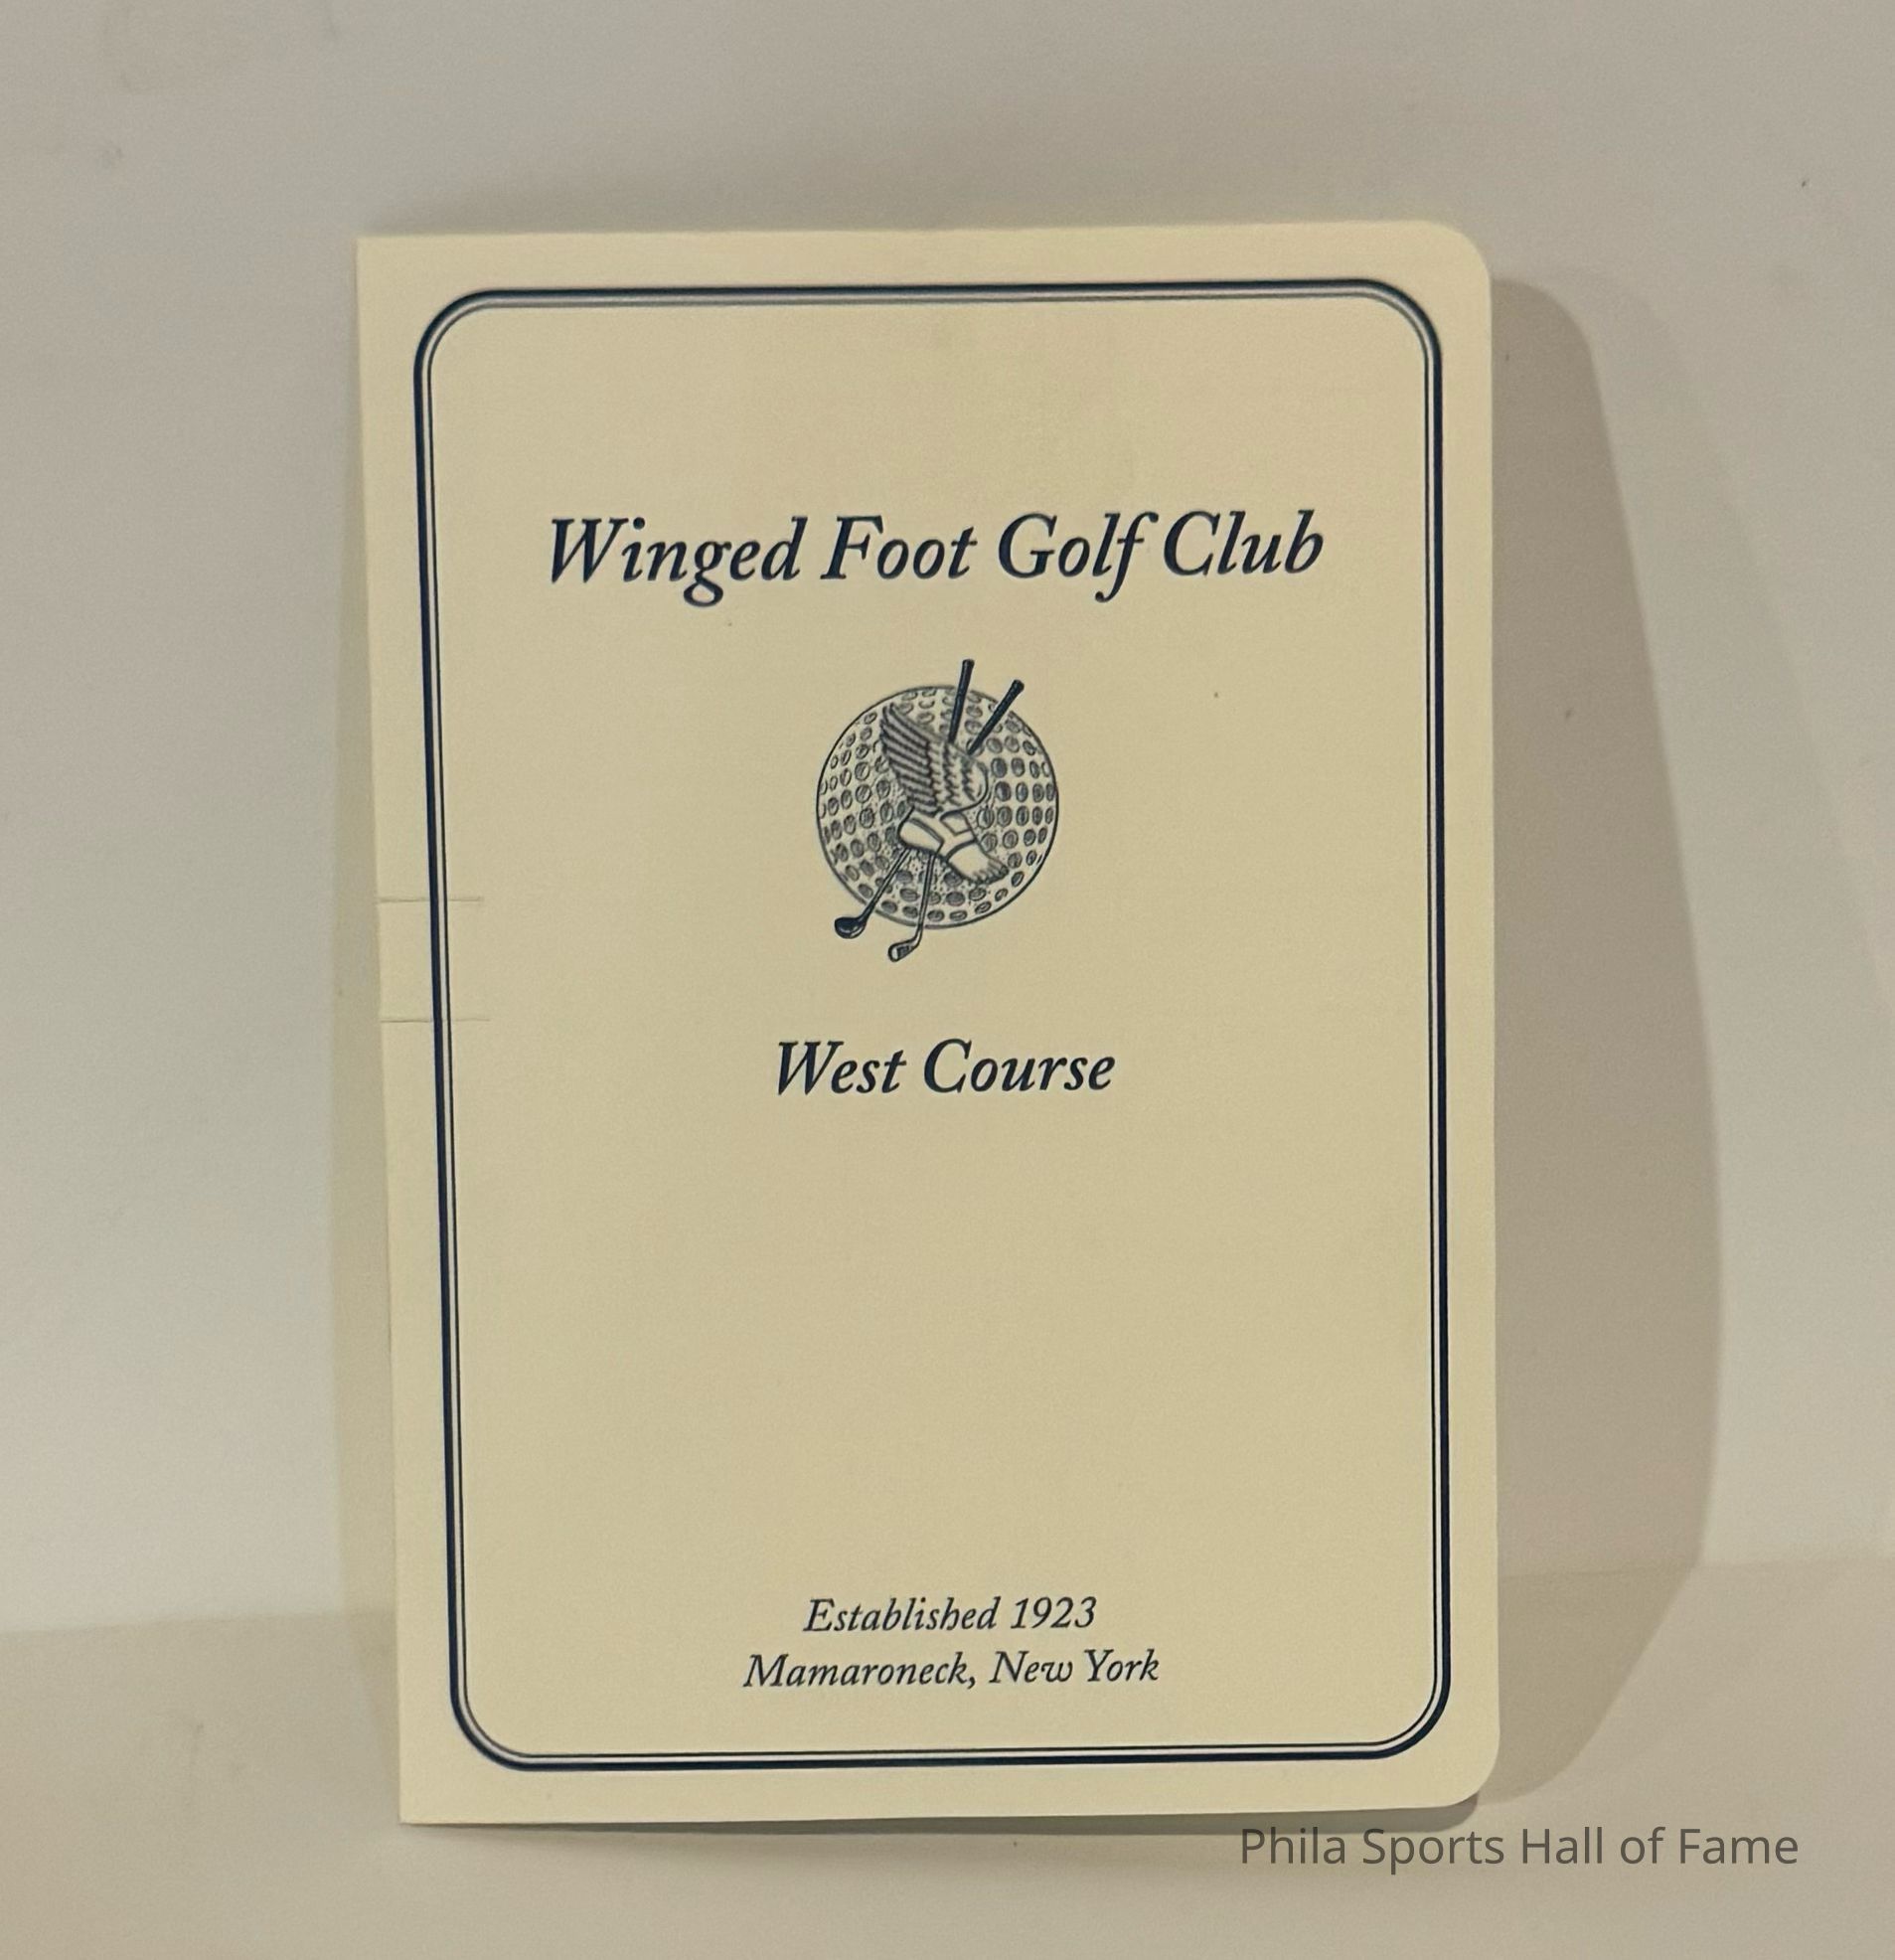 Winged Foot Golf Club
West Course
Established 1923
Mamaroneck, New York
Phila Sports Hall of Fame